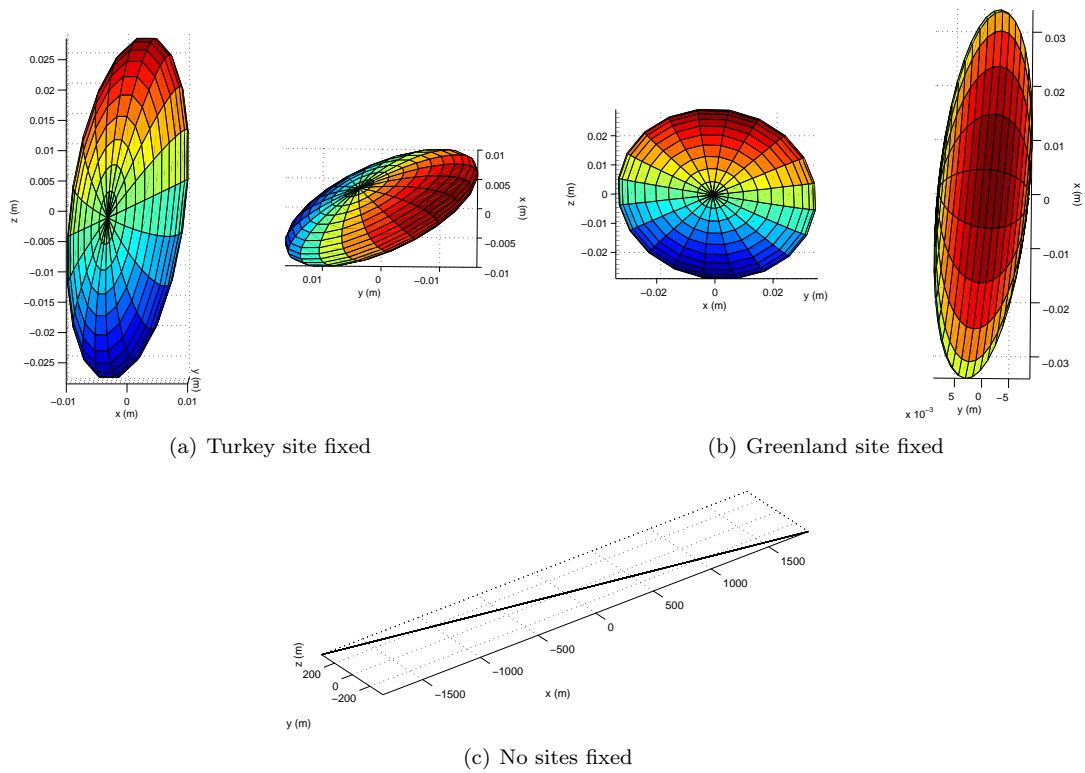 0.025
0.02
0.015
0.01
0.005
0
−0.005
−0.01
−0.015
−0.02
−0.025
z (m)
−0.01
0
0.01
x (m)
y (m)
0.01
0.005
0
−0.005
−0.01
x (m)
0.01
0
−0.01
y (m)
0.02
0.01
0
−0.01
−0.02
z (m)
−0.02
0
0.02
x (m)
y (m)
0.03
0.02
0.01
0
−0.01
−0.02
−0.03
x (m)
5
0
−5
x 10⁻³
y (m)
(a) Turkey site fixed
(b) Greenland site fixed
z (m)
200
0
−200
y (m)
−1500
−1000
−500
0
500
1000
1500
x (m)
(c) No sites fixed